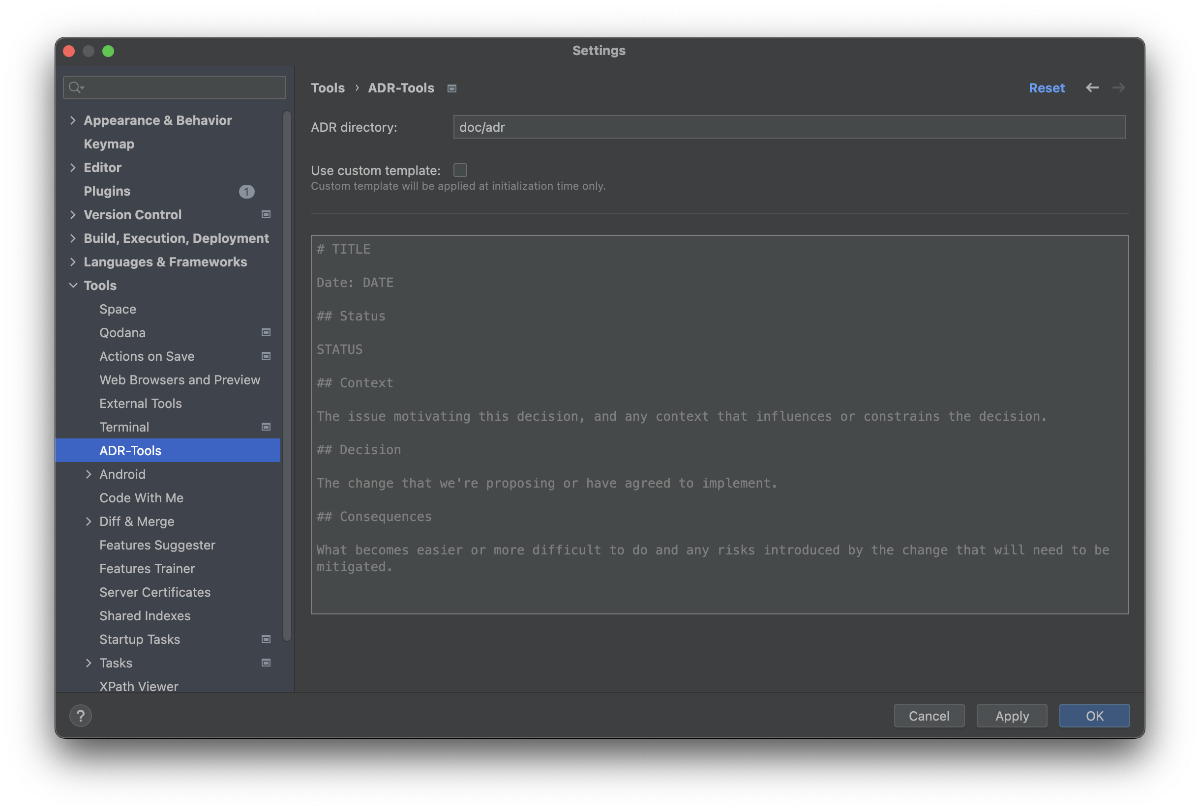 Settings
Appearance & Behavior
Keymap
Editor
Plugins 1
Version Control
Build, Execution, Deployment
Languages & Frameworks
Tools
Space
Qodana
Actions on Save
Web Browsers and Preview
External Tools
Terminal
ADR-Tools
Android
Code With Me
Diff & Merge
Features Suggester
Features Trainer
Server Certificates
Shared Indexes
Startup Tasks
Tasks
XPath Viewer
Tools › ADR-Tools
Reset
ADR directory: doc/adr
Use custom template:
Custom template will be applied at initialization time only.
# TITLE
Date: DATE
## Status
STATUS
## Context
The issue motivating this decision, and any context that influences or constrains the decision.
## Decision
The change that we're proposing or have agreed to implement.
## Consequences
What becomes easier or more difficult to do and any risks introduced by the change that will need to be
mitigated.
?
Cancel
Apply
OK